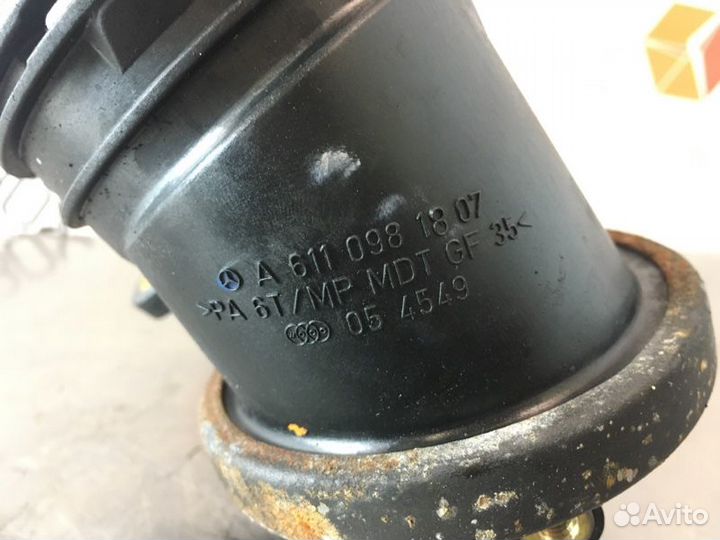 A 611 098 18 07
>PA 6T/MP MDT GF 35<
05 4549
Avito